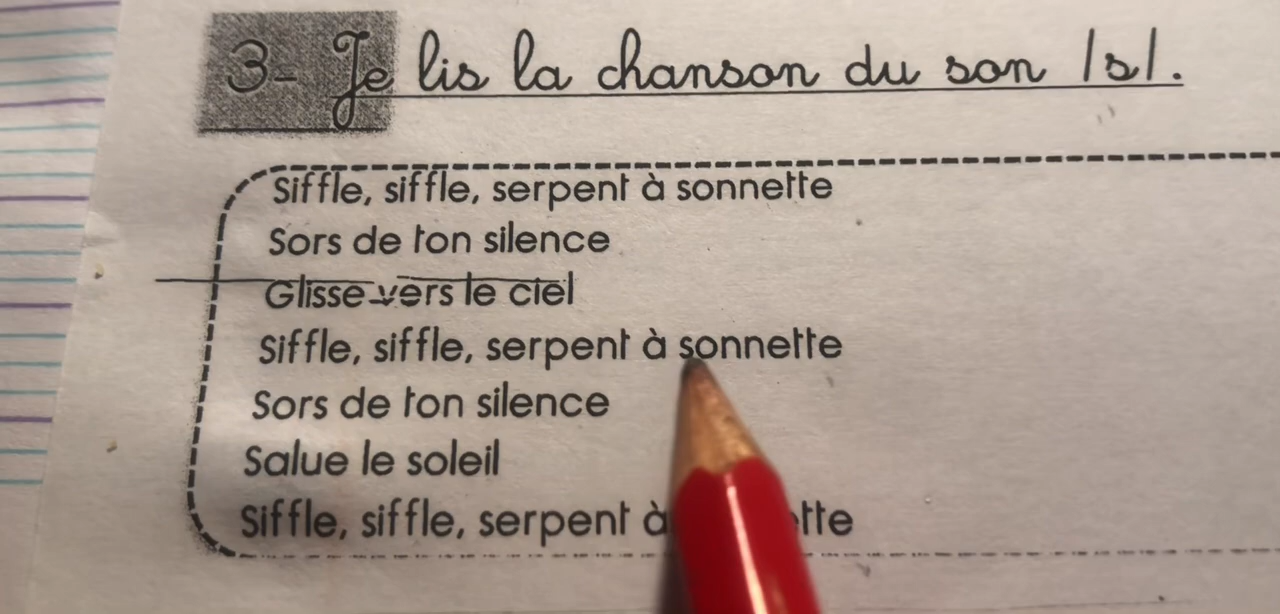 3- Je lis la chanson du son /s/.
Siffle, siffle, serpent à sonnette
Sors de ton silence
Glisse vers le ciel
Siffle, siffle, serpent à sonnette
Sors de ton silence
Salue le soleil
Siffle, siffle, serpent à